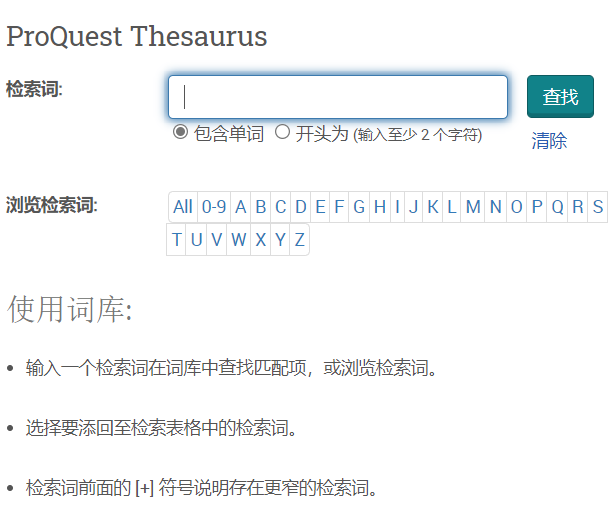 ProQuest Thesaurus
检索词:
查找
包含单词 开头为 (输入至少 2 个字符) 清除
浏览检索词: All 0-9 A B C D E F G H I J K L M N O P Q R S
T U V W X Y Z
使用词库:
• 输入一个检索词在词库中查找匹配项，或浏览检索词。
• 选择要添回至检索表格中的检索词。
• 检索词前面的 [+] 符号说明存在更窄的检索词。